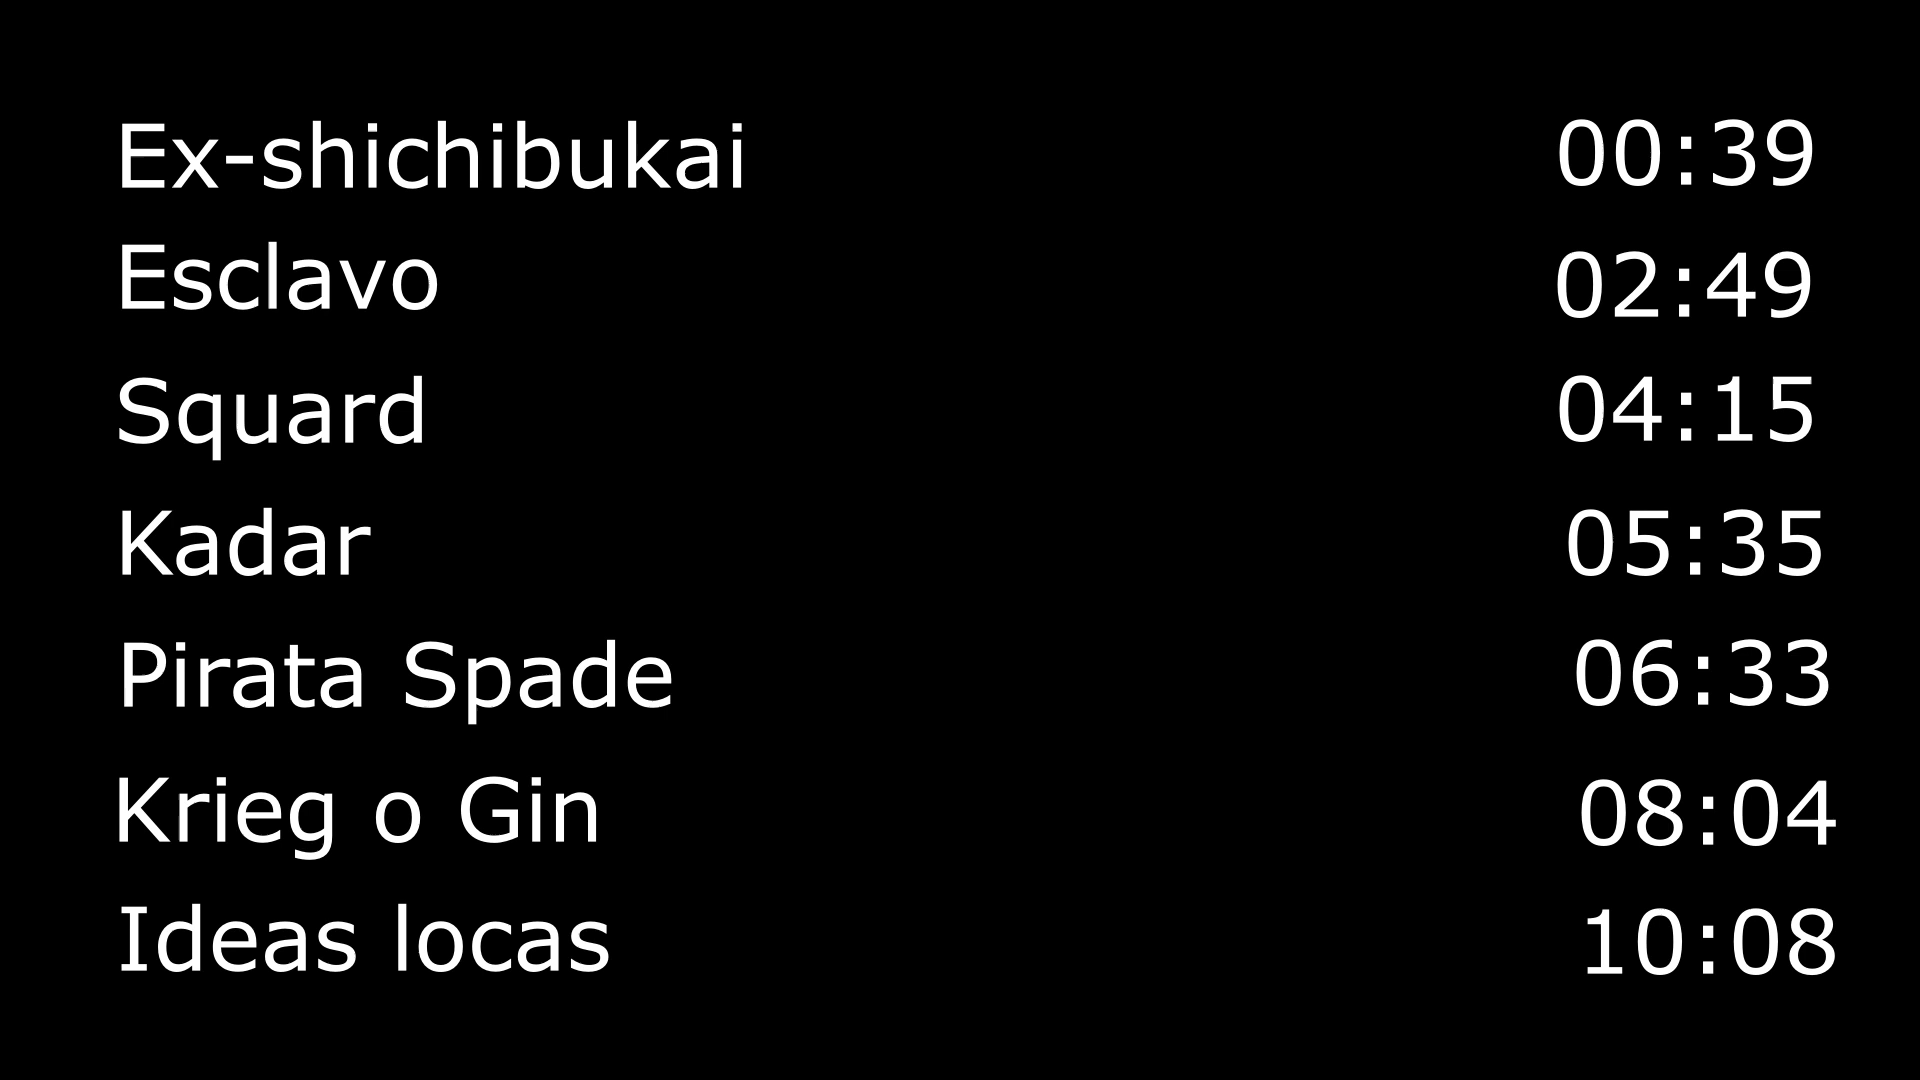 Ex-shichibukai 00:39
Esclavo 02:49
Squard 04:15
Kadar 05:35
Pirata Spade 06:33
Krieg o Gin 08:04
Ideas locas 10:08